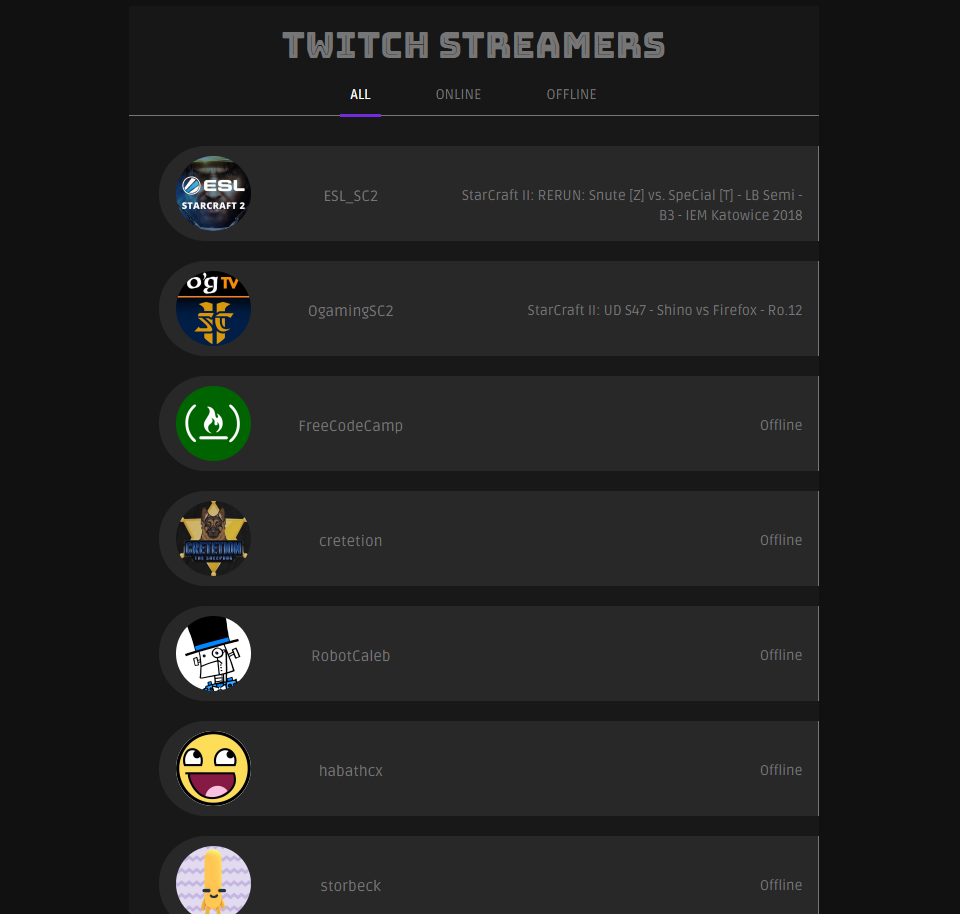 TWITCH STREAMERS
ALL ONLINE OFFLINE
ESL
STARCRAFT 2
ESL_SC2
StarCraft II: RERUN: Snute [Z] vs. SpeCial [T] - LB Semi -
B3 - IEM Katowice 2018
o'g TV
SC
II
OgamingSC2
StarCraft II: UD S47 - Shino vs Firefox - Ro.12
FreeCodeCamp
Offline
CRETETION
THE SHEEPDOG
cretetion
Offline
RobotCaleb
Offline
habathcx
Offline
storbeck
Offline